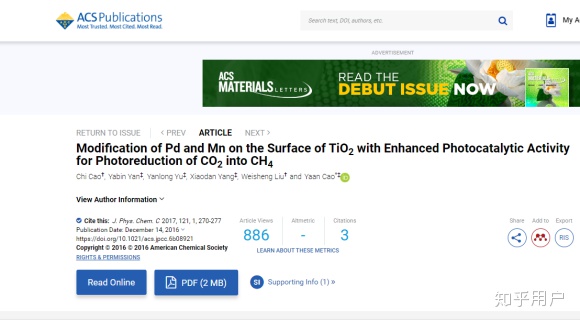 ACS Publications
Most Trusted. Most Cited. Most Read.
Search text, DOI, authors, etc.
My Ac
ADVERTISEMENT
ACS MATERIALS LETTERS
READ THE
DEBUT ISSUE NOW
RETURN TO ISSUE
‹ PREV
ARTICLE
NEXT ›
Modification of Pd and Mn on the Surface of TiO2 with Enhanced Photocatalytic Activity
for Photoreduction of CO2 into CH4
Chi Cao†, Yabin Yan‡, Yanlong Yu‡, Xiaodan Yang‡, Weisheng Liu† and Yaan Cao*‡
View Author Information
Cite this: J. Phys. Chem. C 2017, 121, 1, 270-277
Publication Date: December 14, 2016
https://doi.org/10.1021/acs.jpcc.6b08921
Copyright © 2016 American Chemical Society
RIGHTS & PERMISSIONS
Article Views
886
Altmetric
-
Citations
3
LEARN ABOUT THESE METRICS
Share
Add to
Export
RIS
Read Online
PDF (2 MB)
SI
Supporting Info (1) »
知乎用户